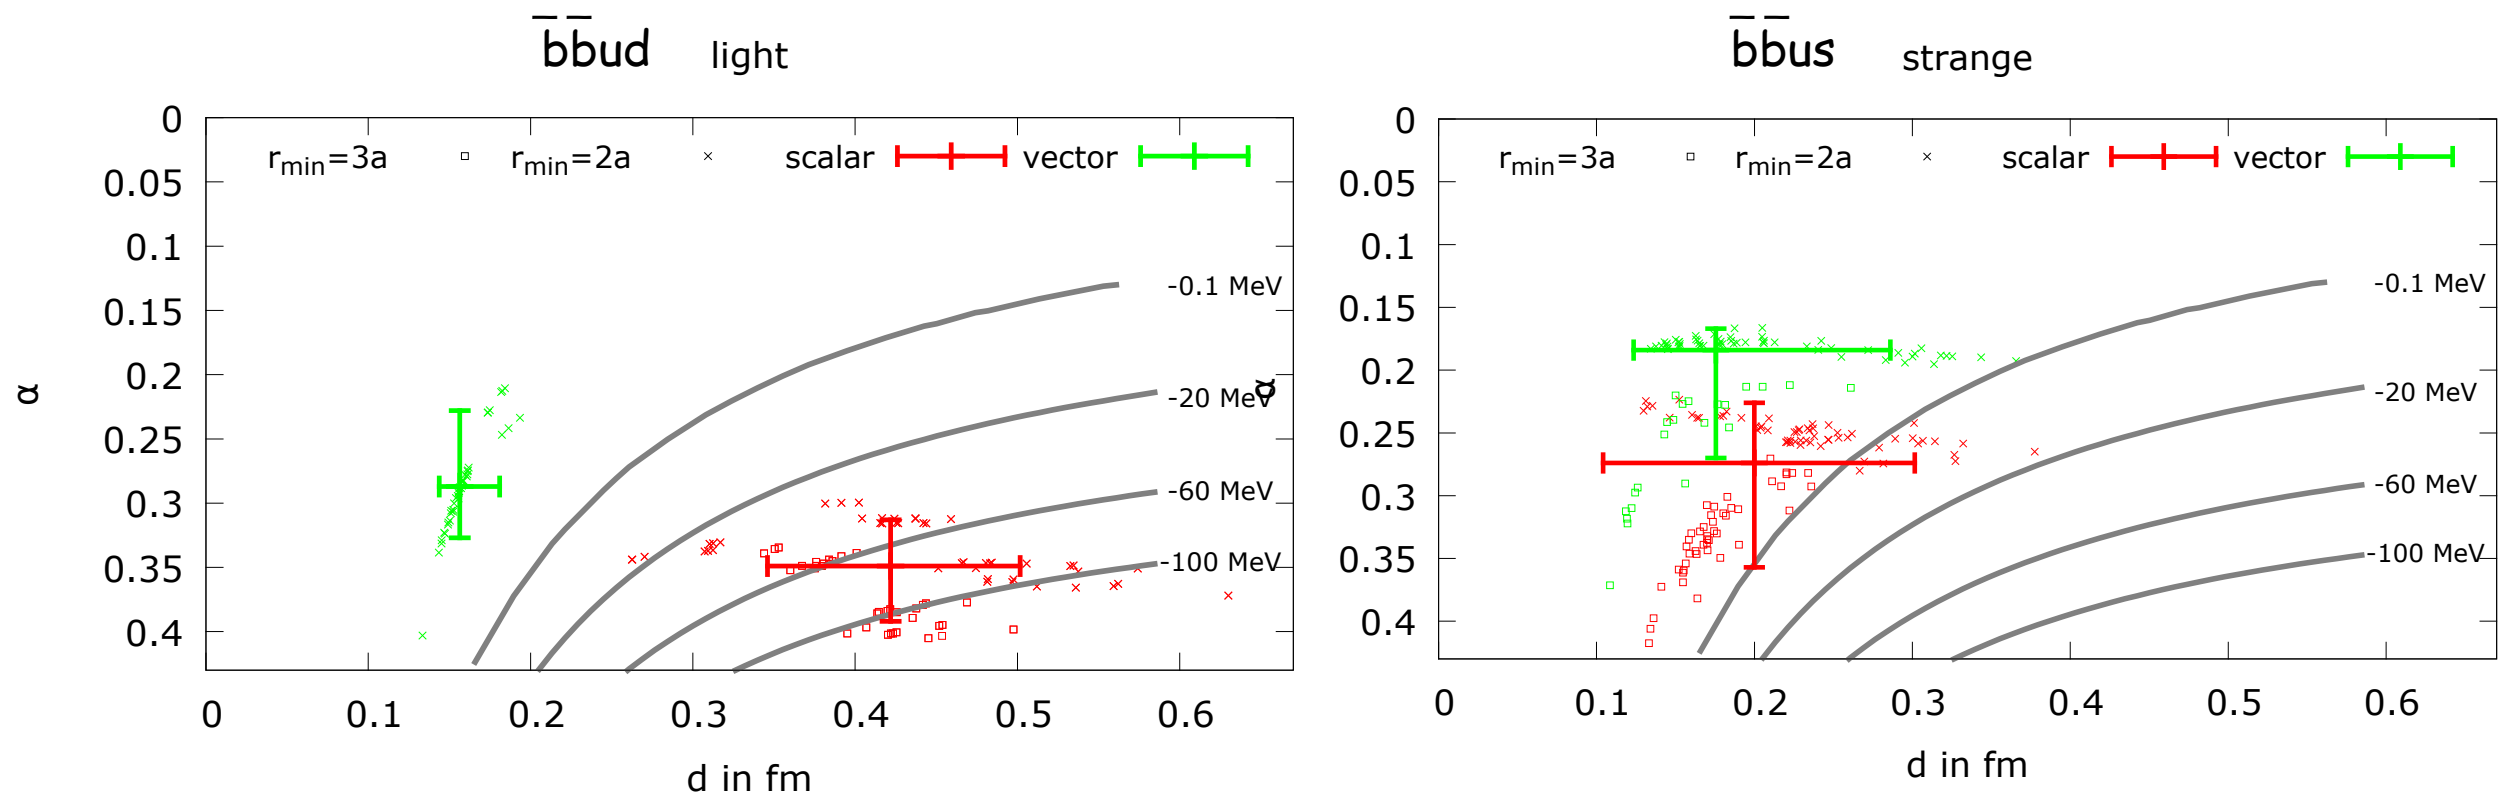 b̅b̅ud light
b̅b̅us strange
0
0.05
0.1
0.15
0.2
0.25
0.3
0.35
0.4
α
r_min=3a r_min=2a scalar vector
-0.1 MeV
-20 MeV
-60 MeV
-100 MeV
0 0.1 0.2 0.3 0.4 0.5 0.6
d in fm
0
0.05
0.1
0.15
0.2
0.25
0.3
0.35
0.4
α
r_min=3a r_min=2a scalar vector
-0.1 MeV
-20 MeV
-60 MeV
-100 MeV
0 0.1 0.2 0.3 0.4 0.5 0.6
d in fm